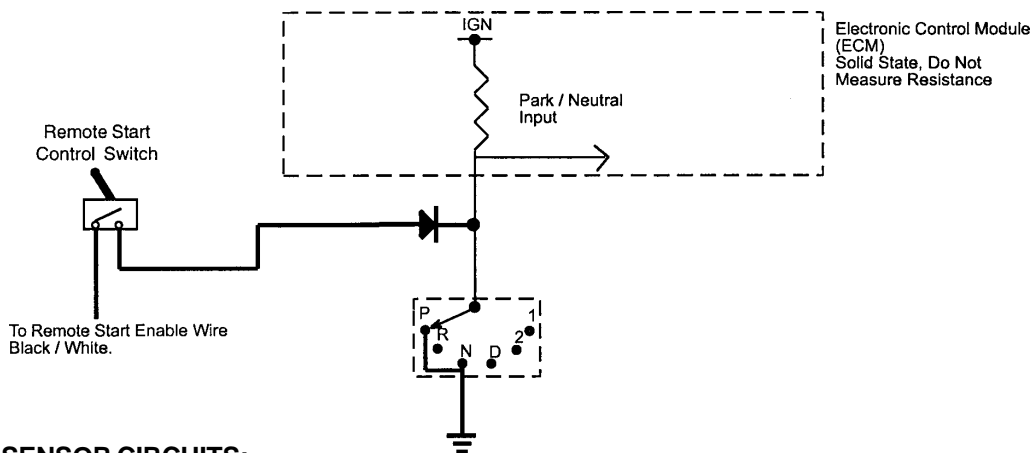 IGN
Electronic Control Module
(ECM)
Solid State, Do Not
Measure Resistance
Park / Neutral
Input
Remote Start
Control Switch
To Remote Start Enable Wire
Black / White.
P
R
N
D
2
1
SENSOR CIRCUITS: